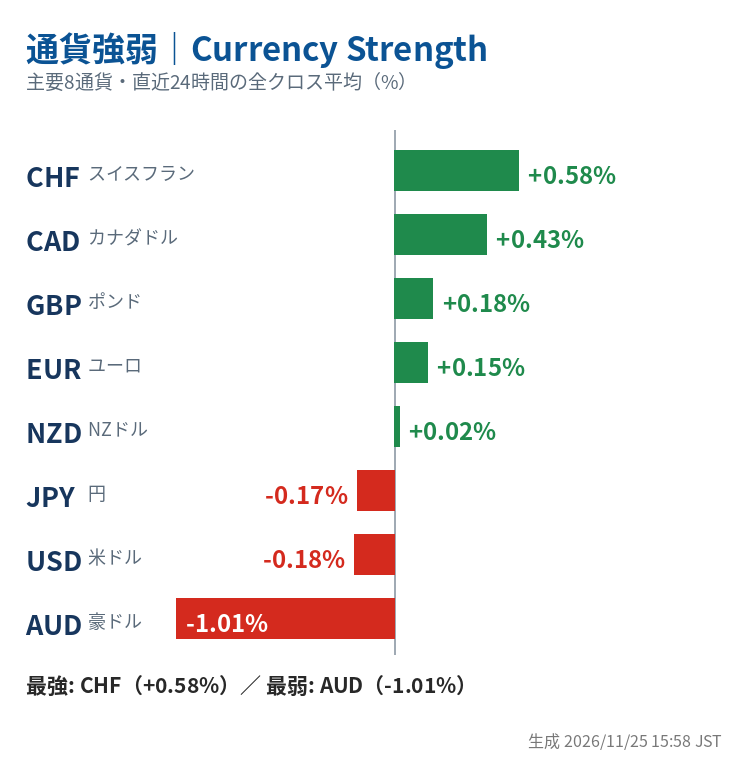 通貨強弱｜Currency Strength
主要8通貨・直近24時間の全クロス平均（%）
CHF スイスフラン +0.58%
CAD カナダドル +0.43%
GBP ポンド +0.18%
EUR ユーロ +0.15%
NZD NZドル +0.02%
JPY 円 -0.17%
USD 米ドル -0.18%
AUD 豪ドル -1.01%
最強: CHF（+0.58%）／ 最弱: AUD（-1.01%）
生成 2026/11/25 15:58 JST